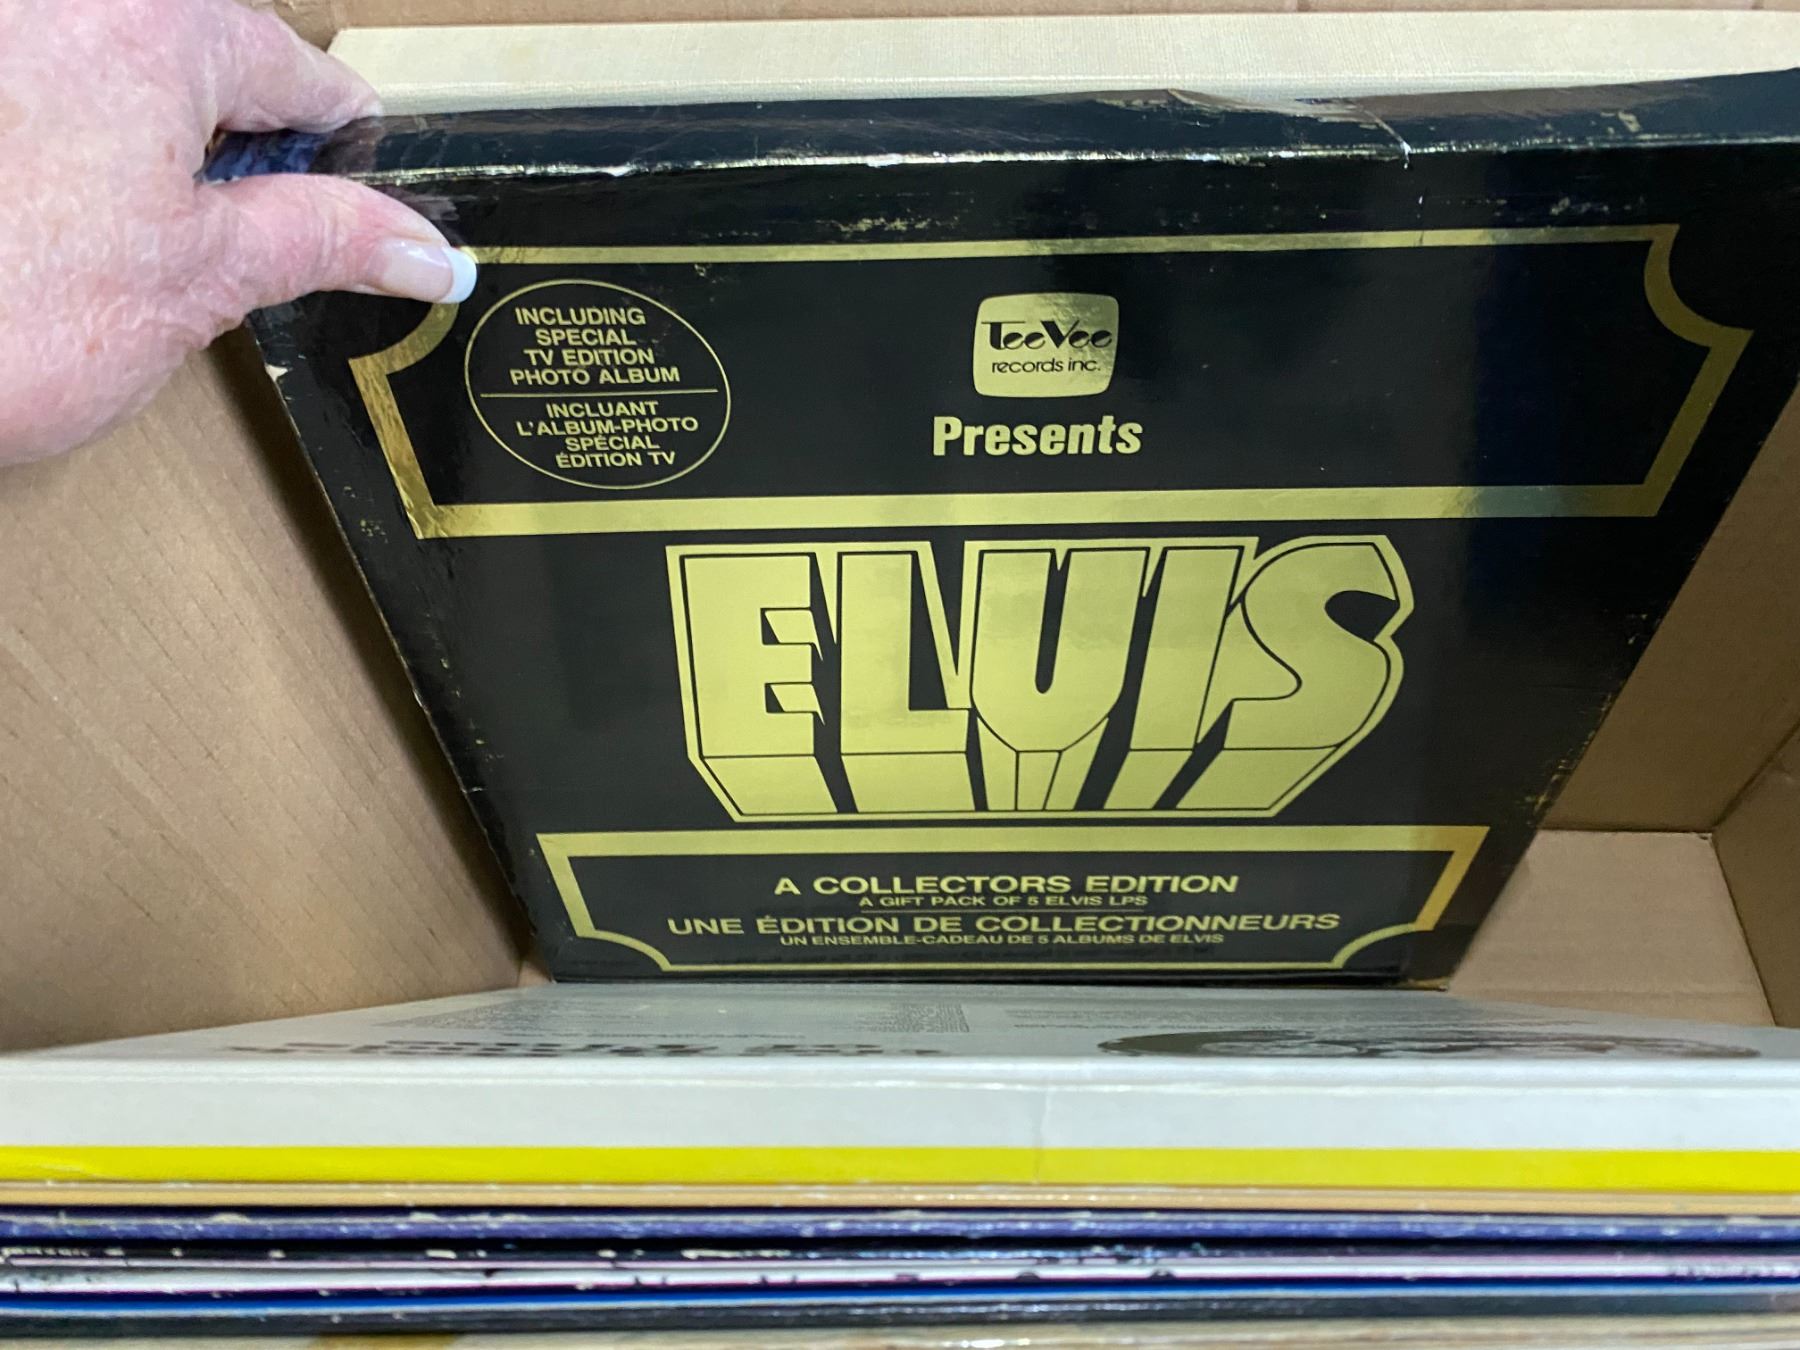 INCLUDING
SPECIAL
TV EDITION
PHOTO ALBUM
INCLUANT
L'ALBUM-PHOTO
SPÉCIAL
ÉDITION TV
TeeVee
records inc.
Presents
ELVIS
A COLLECTORS EDITION
A GIFT PACK OF 5 ELVIS LPS
UNE ÉDITION DE COLLECTIONNEURS
UN ENSEMBLE-CADEAU DE 5 ALBUMS DE ELVIS